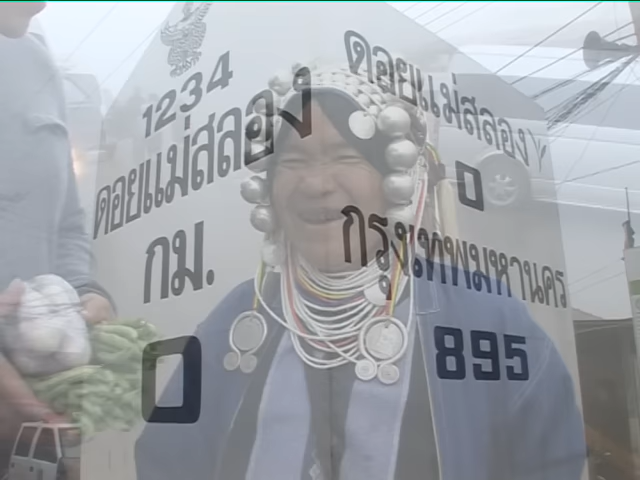 1234
ดอยแม่สลอง
กม.
0
ดอยแม่สลอง
0
กรุงเทพมหานคร
895